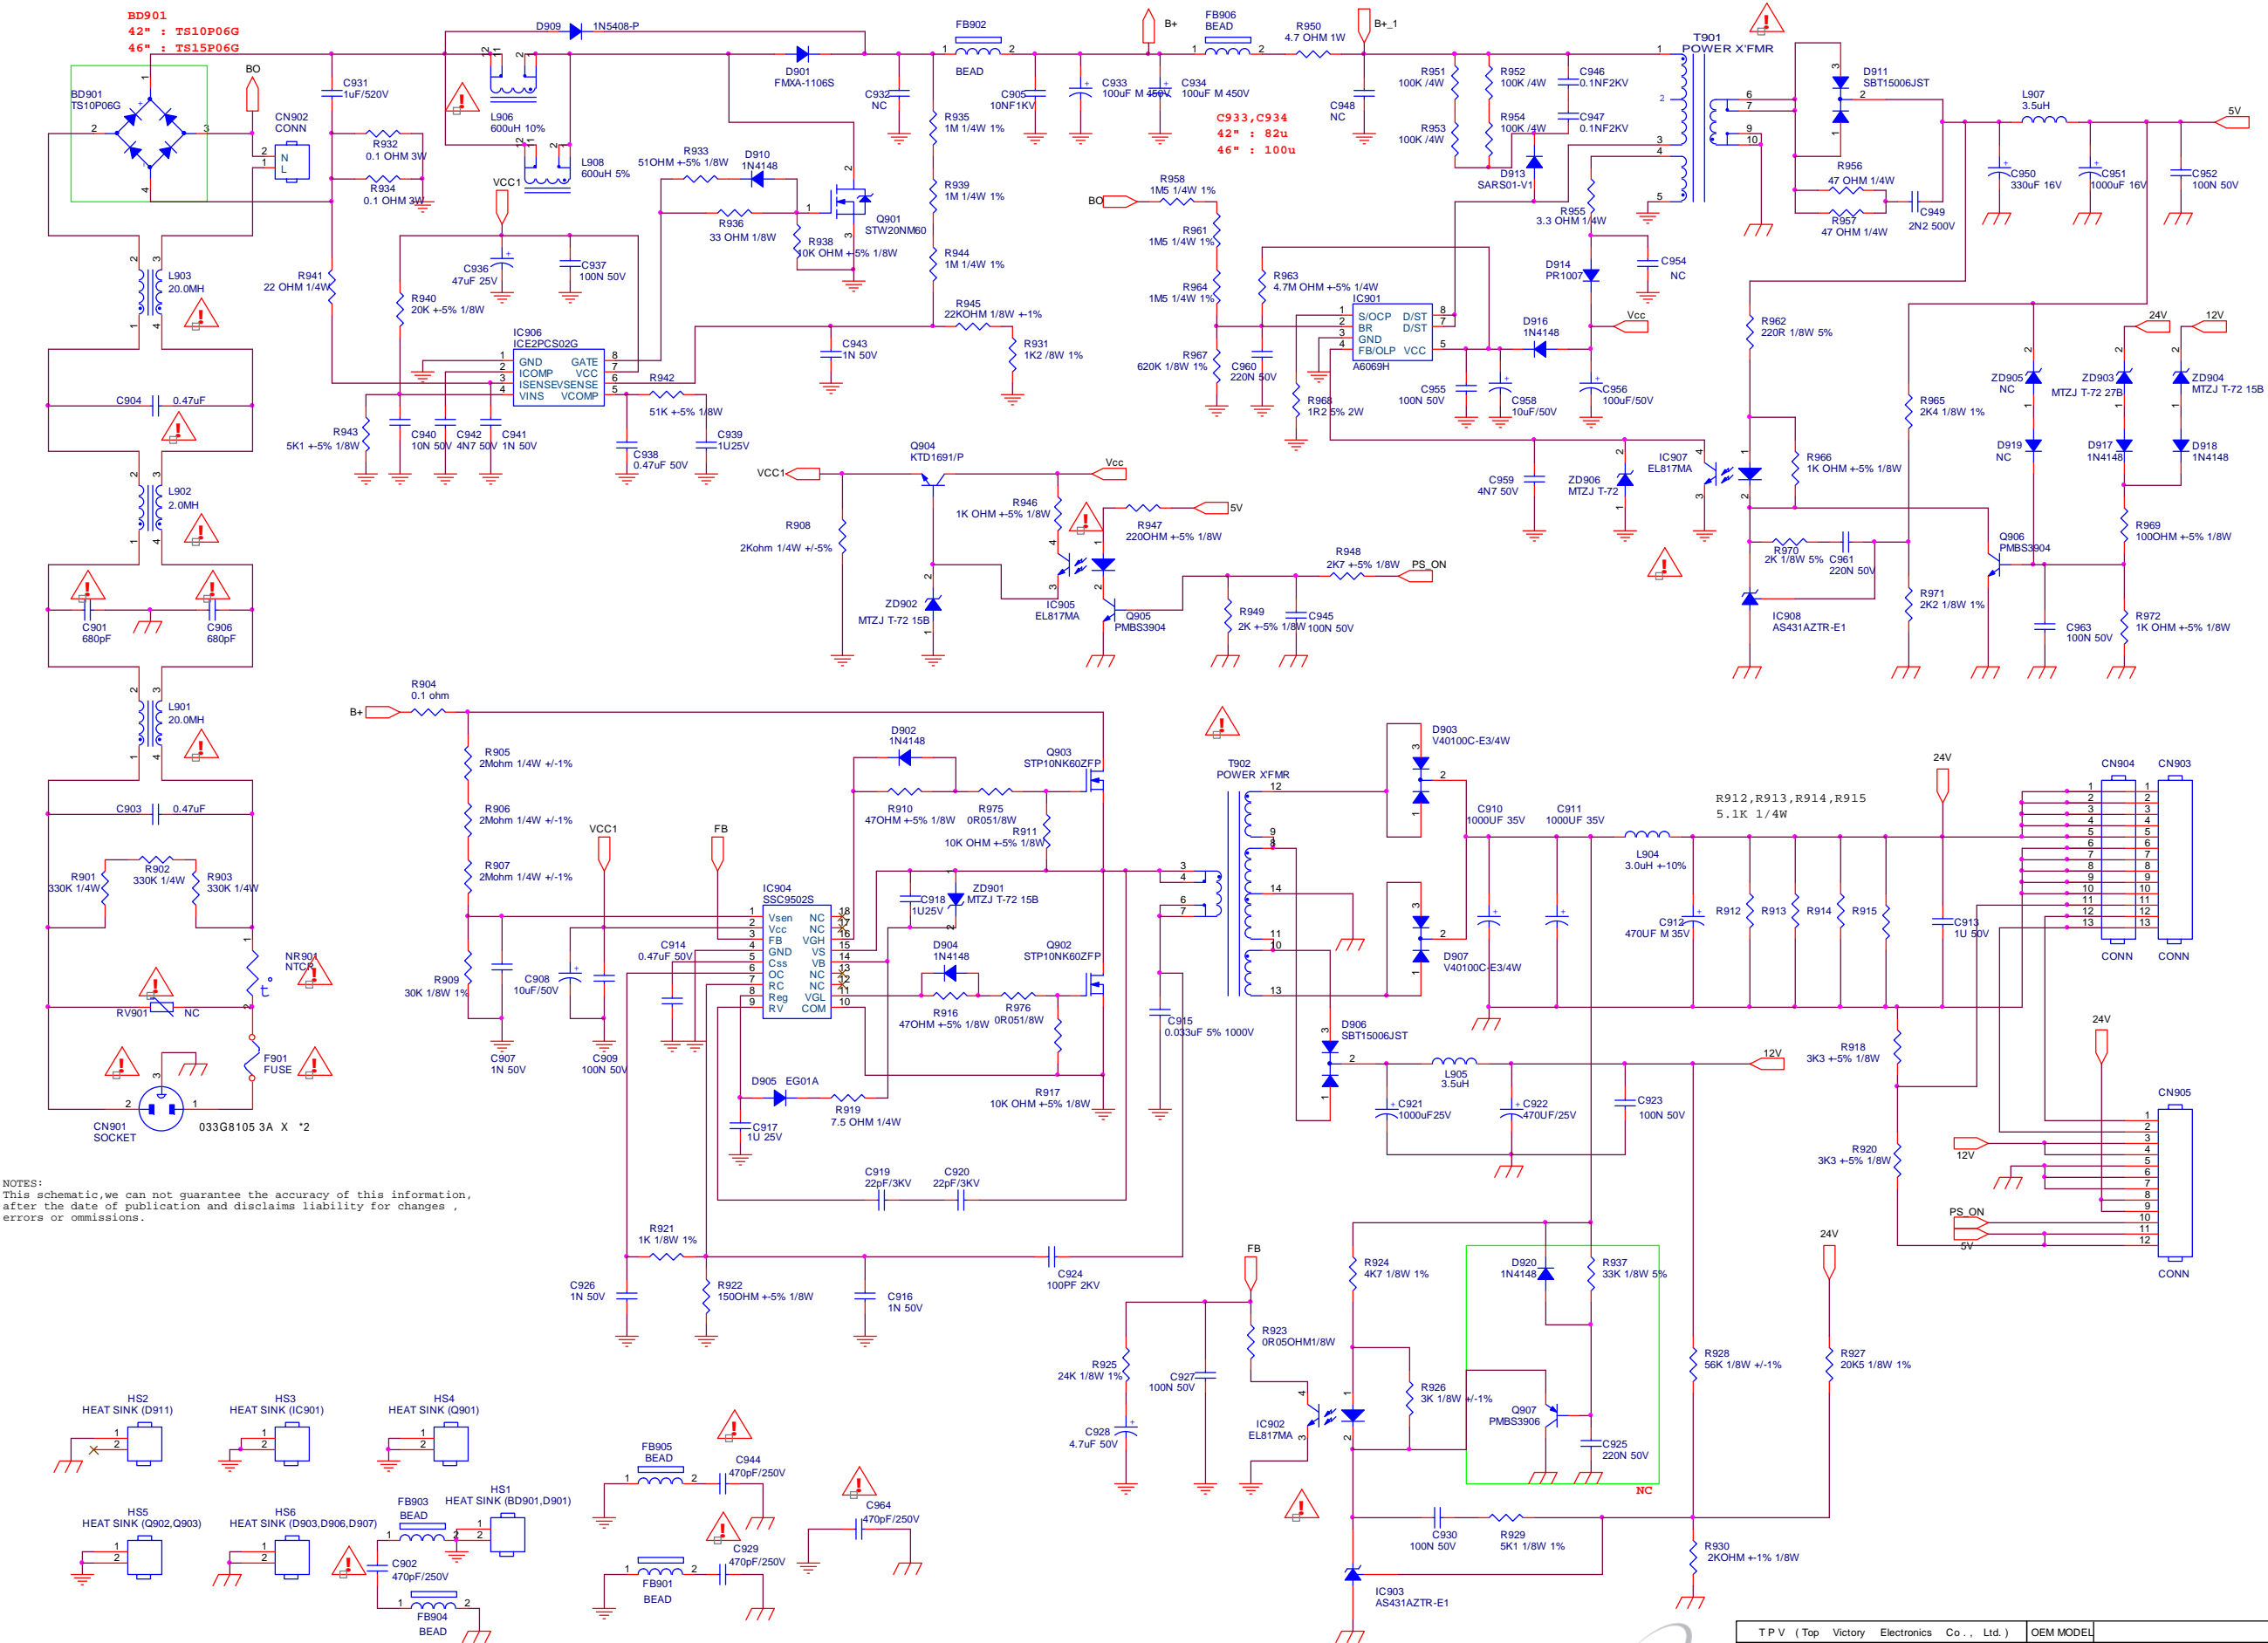 BD901
42" : TS10P06G
46" : TS15P06G
BD901
TS10P06G
BO
CN902
CONN
N
L
C931
1uF/520V
R932
0.1 OHM 3W
R934
0.1 OHM 3W
D909
1N5408-P
L906
600uH 10%
L908
600uH 5%
D901
FMXA-1106S
FB902
BEAD
C932
NC
C905
10NF1KV
B+
C933
100uF M 450V
C934
100uF M 450V
FB906
BEAD
R950
4.7 OHM 1W
B+_1
C948
NC
C933,C934
42" : 82u
46" : 100u
R951
100K /4W
R952
100K /4W
R953
100K /4W
R954
100K /4W
C946
0.1NF2KV
C947
0.1NF2KV
D913
SARS01-V1
T901
POWER X'FMR
D911
SBT15006JST
L907
3.5uH
5V
C950
330uF 16V
C951
1000uF 16V
C952
100N 50V
R956
47 OHM 1/4W
R957
47 OHM 1/4W
C949
2N2 500V
R955
3.3 OHM 1/4W
D914
PR1007
C954
NC
Vcc
R933
51OHM +-5% 1/8W
D910
1N4148
R936
33 OHM 1/8W
R938
10K OHM +-5% 1/8W
Q901
STW20NM60
R935
1M 1/4W 1%
R939
1M 1/4W 1%
R944
1M 1/4W 1%
R945
22KOHM 1/8W +-1%
R931
1K2 /8W 1%
C943
1N 50V
VCC1
C936
47uF 25V
C937
100N 50V
R941
22 OHM 1/4W
R940
20K +-5% 1/8W
IC906
ICE2PCS02G
GND GATE
ICOMP VCC
ISENSE VSENSE
VINS VCOMP
R942
51K +-5% 1/8W
R943
5K1 +-5% 1/8W
C940
10N 50V
C942
4N7 50V
C941
1N 50V
C938
0.47uF 50V
C939
1U25V
L903
20.0MH
C904
0.47uF
L902
2.0MH
C901
680pF
C906
680pF
L901
20.0MH
C903
0.47uF
R901
330K 1/4W
R902
330K 1/4W
R903
330K 1/4W
NR901
NTCR
t°
RV901
NC
F901
FUSE
CN901
SOCKET
033G8105 3A X "2
BO
R958
1M5 1/4W 1%
R961
1M5 1/4W 1%
R964
1M5 1/4W 1%
R967
620K 1/8W 1%
R963
4.7M OHM +-5% 1/4W
C960
220N 50V
R968
1R2 5% 2W
IC901
S/OCP D/ST
BR D/ST
GND
FB/OLP VCC
A6069H
D916
1N4148
C955
100N 50V
C958
10uF/50V
C956
100uF/50V
R962
220R 1/8W 5%
R965
2K4 1/8W 1%
ZD905
NC
D919
NC
24V
12V
ZD903
MTZJ T-72 27B
ZD904
MTZJ T-72 15B
D917
1N4148
D918
1N4148
C959
4N7 50V
ZD906
MTZJ T-72
IC907
EL817MA
R966
1K OHM +-5% 1/8W
R970
2K 1/8W 5%
C961
220N 50V
Q906
PMBS3904
IC908
AS431AZTR-E1
R971
2K2 1/8W 1%
C963
100N 50V
R969
100OHM +-5% 1/8W
R972
1K OHM +-5% 1/8W
Q904
KTD1691/P
VCC1
Vcc
R908
2Kohm 1/4W +/-5%
R946
1K OHM +-5% 1/8W
R947
220OHM +-5% 1/8W
5V
ZD902
MTZJ T-72 15B
IC905
EL817MA
Q905
PMBS3904
R948
2K7 +-5% 1/8W
PS_ON
R949
2K +-5% 1/8W
C945
100N 50V
B+
R904
0.1 ohm
R905
2Mohm 1/4W +/-1%
R906
2Mohm 1/4W +/-1%
R907
2Mohm 1/4W +/-1%
R909
30K 1/8W 1%
C907
1N 50V
C908
10uF/50V
C909
100N 50V
VCC1
FB
C914
0.47uF 50V
IC904
SSC9502S
Vsen NC
Vcc NC
FB VGH
GND VS
Css VB
OC NC
RC NC
Reg VGL
RV COM
D902
1N4148
R910
47OHM +-5% 1/8W
R975
0R051/8W
R911
10K OHM +-5% 1/8W
Q903
STP10NK60ZFP
C918
1U25V
ZD901
MTZJ T-72 15B
D904
1N4148
R916
47OHM +-5% 1/8W
R976
0R051/8W
Q902
STP10NK60ZFP
R917
10K OHM +-5% 1/8W
D905 EG01A
R919
7.5 OHM 1/4W
C917
1U 25V
C919
22pF/3KV
C920
22pF/3KV
R921
1K 1/8W 1%
R922
150OHM +-5% 1/8W
C926
1N 50V
C916
1N 50V
C924
100PF 2KV
C915
0.033uF 5% 1000V
T902
POWER X'FMR
D903
V40100C-E3/4W
D907
V40100C-E3/4W
D906
SBT15006JST
C910
1000UF 35V
C911
1000UF 35V
L904
3.0uH +-10%
C912
470UF M 35V
R912,R913,R914,R915
5.1K 1/4W
R912
R913
R914
R915
24V
C913
1U 50V
CN904
CN903
CONN
CONN
L905
3.5uH
12V
C921
1000uF25V
C922
470UF/25V
C923
100N 50V
R918
3K3 +-5% 1/8W
R920
3K3 +-5% 1/8W
24V
CN905
12V
PS_ON
5V
CONN
FB
R924
4K7 1/8W 1%
D920
1N4148
R937
33K 1/8W 5%
R923
0R05OHM1/8W
R925
24K 1/8W 1%
C927
100N 50V
C928
4.7uF 50V
IC902
EL817MA
R926
3K 1/8W +/-1%
Q907
PMBS3906
C925
220N 50V
NC
R928
56K 1/8W +/-1%
24V
R927
20K5 1/8W 1%
C930
100N 50V
R929
5K1 1/8W 1%
R930
2KOHM +-1% 1/8W
IC903
AS431AZTR-E1
NOTES:
This schematic,we can not guarantee the accuracy of this information,
after the date of publication and disclaims liability for changes ,
errors or ommissions.
HS2
HEAT SINK (D911)
HS3
HEAT SINK (IC901)
HS4
HEAT SINK (Q901)
HS5
HEAT SINK (Q902,Q903)
HS6
HEAT SINK (D903,D906,D907)
HS1
HEAT SINK (BD901,D901)
FB903
BEAD
C902
470pF/250V
FB904
BEAD
FB905
BEAD
C944
470pF/250V
FB901
BEAD
C929
470pF/250V
C964
470pF/250V
T P V ( Top Victory Electronics Co . , Ltd. )
OEM MODEL